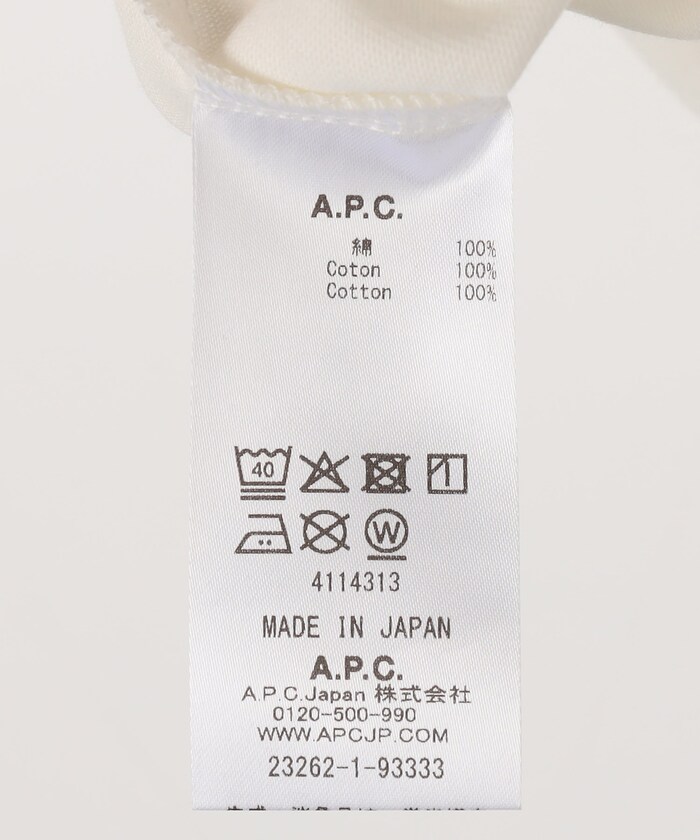 A.P.C.
綿 100%
Coton 100%
Cotton 100%
40
W
4114313
MADE IN JAPAN
A.P.C.
A.P.C.Japan 株式会社
0120-500-990
WWW.APCJP.COM
23262-1-93333